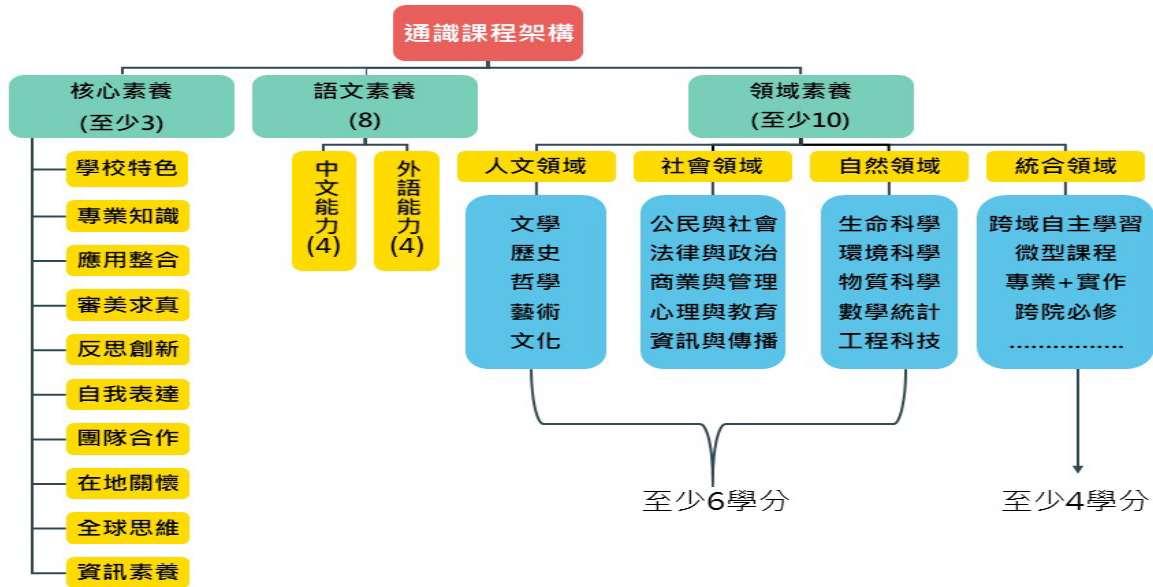 通識課程架構
核心素養
(至少3)
學校特色
專業知識
應用整合
審美求真
反思創新
自我表達
團隊合作
在地關懷
全球思維
資訊素養
語文素養
(8)
中文能力(4)
外語能力(4)
領域素養
(至少10)
人文領域
文學
歷史
哲學
藝術
文化
社會領域
公民與社會
法律與政治
商業與管理
心理與教育
資訊與傳播
自然領域
生命科學
環境科學
物質科學
數學統計
工程科技
至少6學分
統合領域
跨域自主學習
微型課程
專業+實作
跨院必修
................
至少4學分